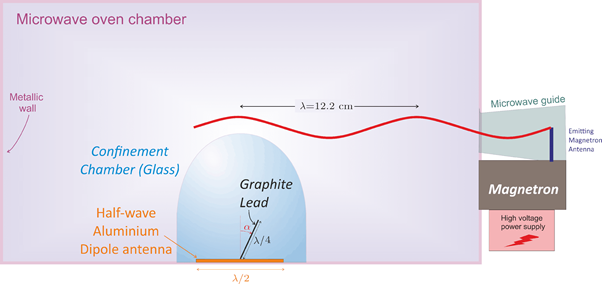 Microwave oven chamber
Metallic
wall
λ=12.2 cm
Microwave guide
Emitting
Magnetron
Antenna
Confinement
Chamber (Glass)
Graphite
Lead
Magnetron
α
λ/4
Half-wave
Aluminium
Dipole antenna
High voltage
power supply
λ/2